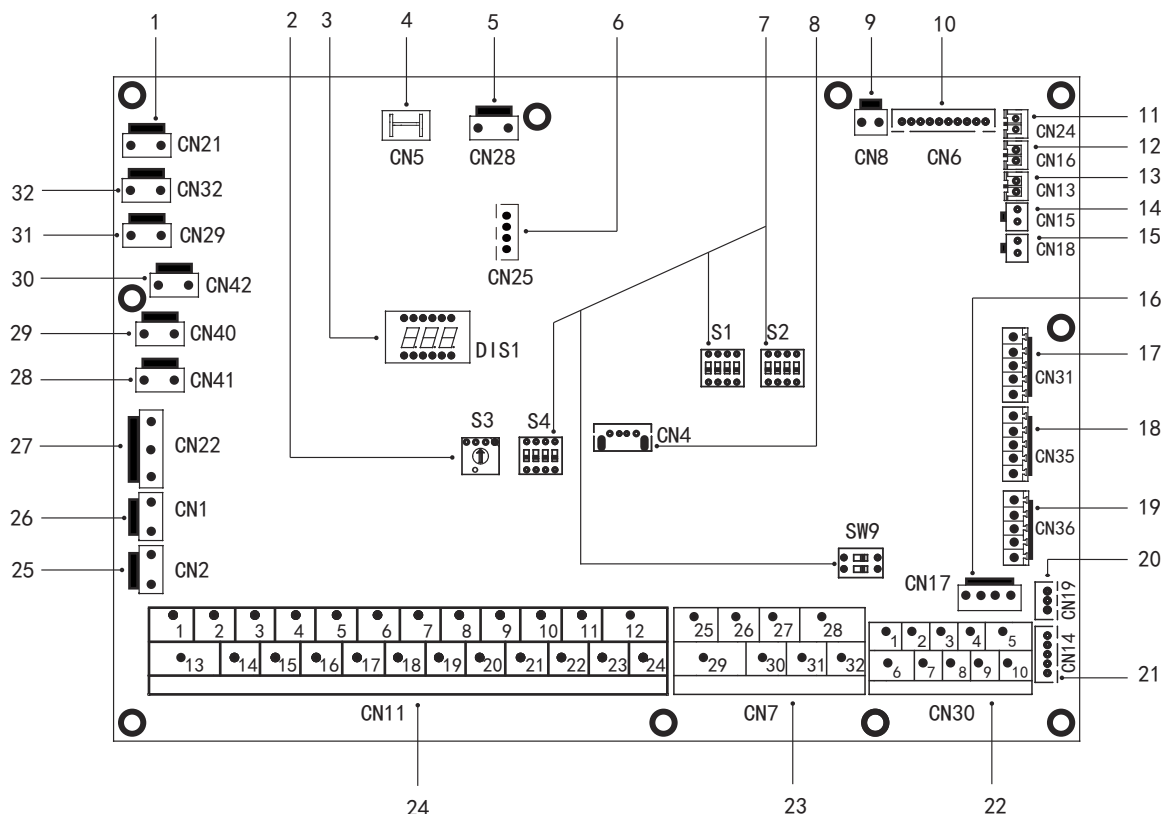 1 2 3 4 5 6 7 8 9 10
CN21
CN5
CN28
CN8
CN6
CN24 11
CN16 12
32 CN32
CN13 13
31 CN29
CN15 14
CN25
CN18 15
30 CN42
16
29 CN40
DIS1
S1 S2
CN31 17
28 CN41
S3 S4
CN4
CN35 18
27 CN22
26 CN1
CN36 19
SW9
25 CN2
CN17
CN19 20
1 2 3 4 5 6 7 8 9 10 11 12
25 26 27 28
1 2 3 4 5
13 14 15 16 17 18 19 20 21 22 23 24
29 30 31 32
6 7 8 9 10
CN14 21
CN11
CN7
CN30
24
23
22